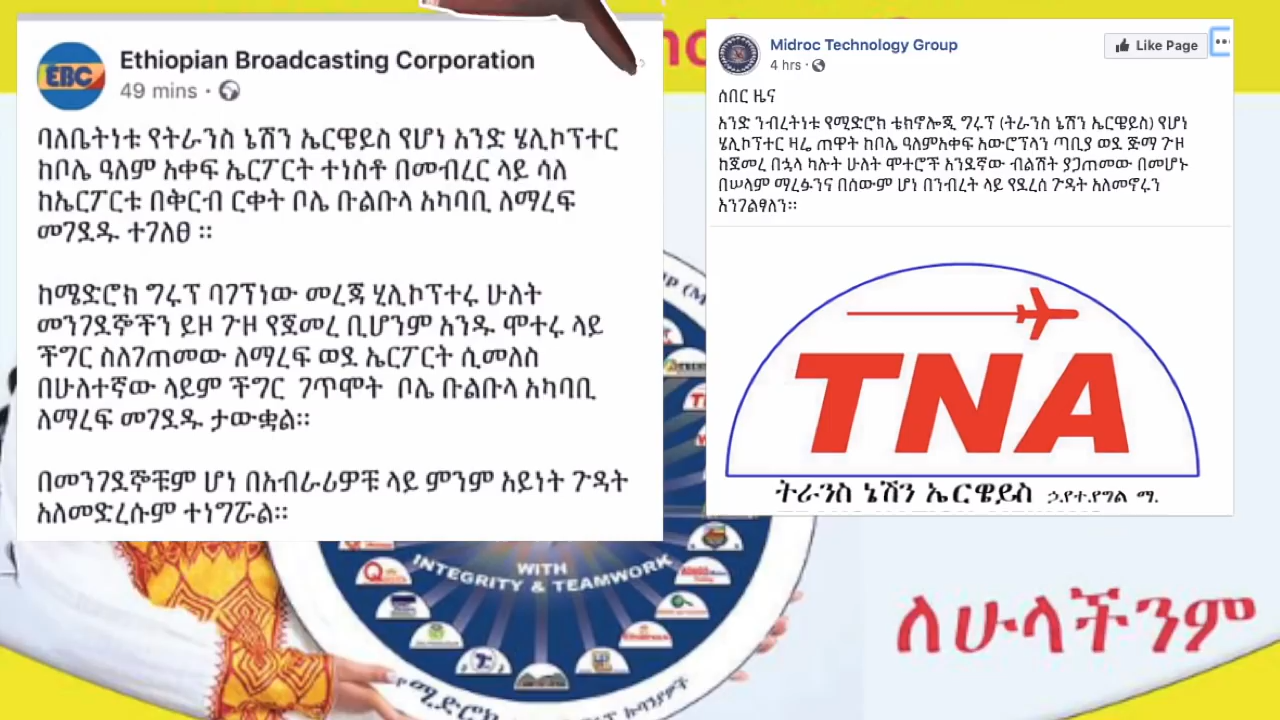 Ethiopian Broadcasting Corporation
49 mins ·
ባለቤትነቱ የትራንስ ኔሽን ኤርዌይስ የሆነ አንድ ሄሊኮፕተር
ከቦሌ ዓለም አቀፍ ኤርፖርት ተነስቶ በመብረር ላይ ሳለ
ከኤርፖርቱ በቅርብ ርቀት ቦሌ ቡልቡላ አካባቢ ለማረፍ
መገደዱ ተገለፀ ።
ከሜድሮክ ግሩፕ ባገኘነው መረጃ ሂሊኮፕተሩ ሁለት
መንገደኞችን ይዞ ጉዞ የጀመረ ቢሆንም አንዱ ሞተሩ ላይ
ችግር ስለገጠመው ለማረፍ ወደ ኤርፖርት ሲመለስ
በሁለተኛው ላይም ችግር ገጥሞት ቦሌ ቡልቡላ አካባቢ
ለማረፍ መገደዱ ታውቋል።
በመንገደኞቹም ሆነ በአብራሪዎቹ ላይ ምንም አይነት ጉዳት
አለመድረሱም ተነግሯል።
Midroc Technology Group
4 hrs ·
Like Page
ሰበር ዜና
አንድ ንብረትነቱ የሚድሮክ ቴክኖሎጂ ግሩፕ (ትራንስ ኔሽን ኤርዌይስ) የሆነ
ሄሊኮፕተር ዛሬ ጠዋት ከቦሌ ዓለምአቀፍ አውሮፕላን ጣቢያ ወደ ጅማ ጉዞ
ከጀመረ በኋላ ካሉት ሁለት ሞተሮች አንደኛው ብልሽት ያጋጠመው በመሆኑ
በሠላም ማረፉንና በሰውም ሆነ በንብረት ላይ የደረሰ ጉዳት አለመኖሩን
እንገልፃለን።
TNA
ትራንስ ኔሽን ኤርዌይስ ኃ.የተ.የግል ማ.
WITH
INTEGRITY & TEAMWORK
ለሁላችንም